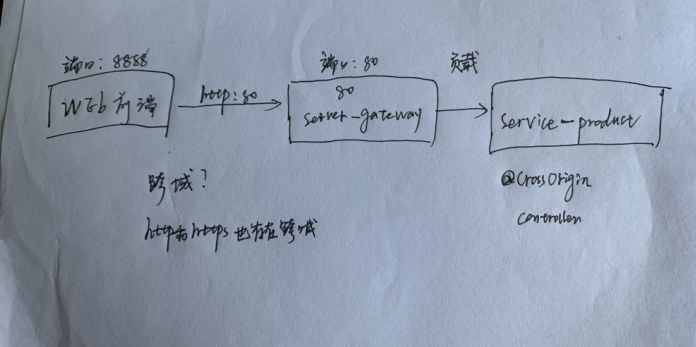 端口：8888
端口：80
负载
WEb前端
http：80
80
server-gateway
service-product
跨域？
@CrossOrigin
controller
http和https也存在跨域